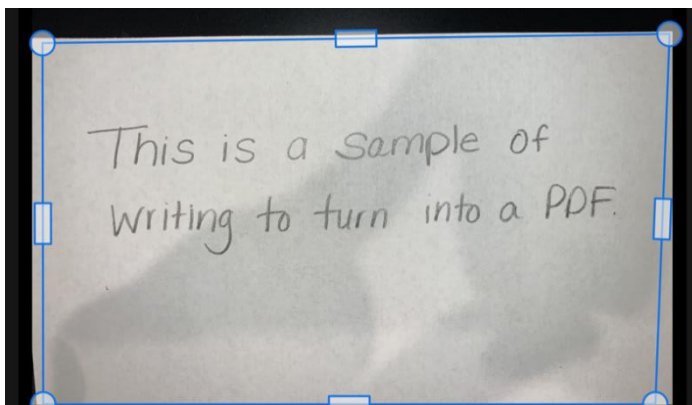 This is a sample of
Writing to turn into a PDF.